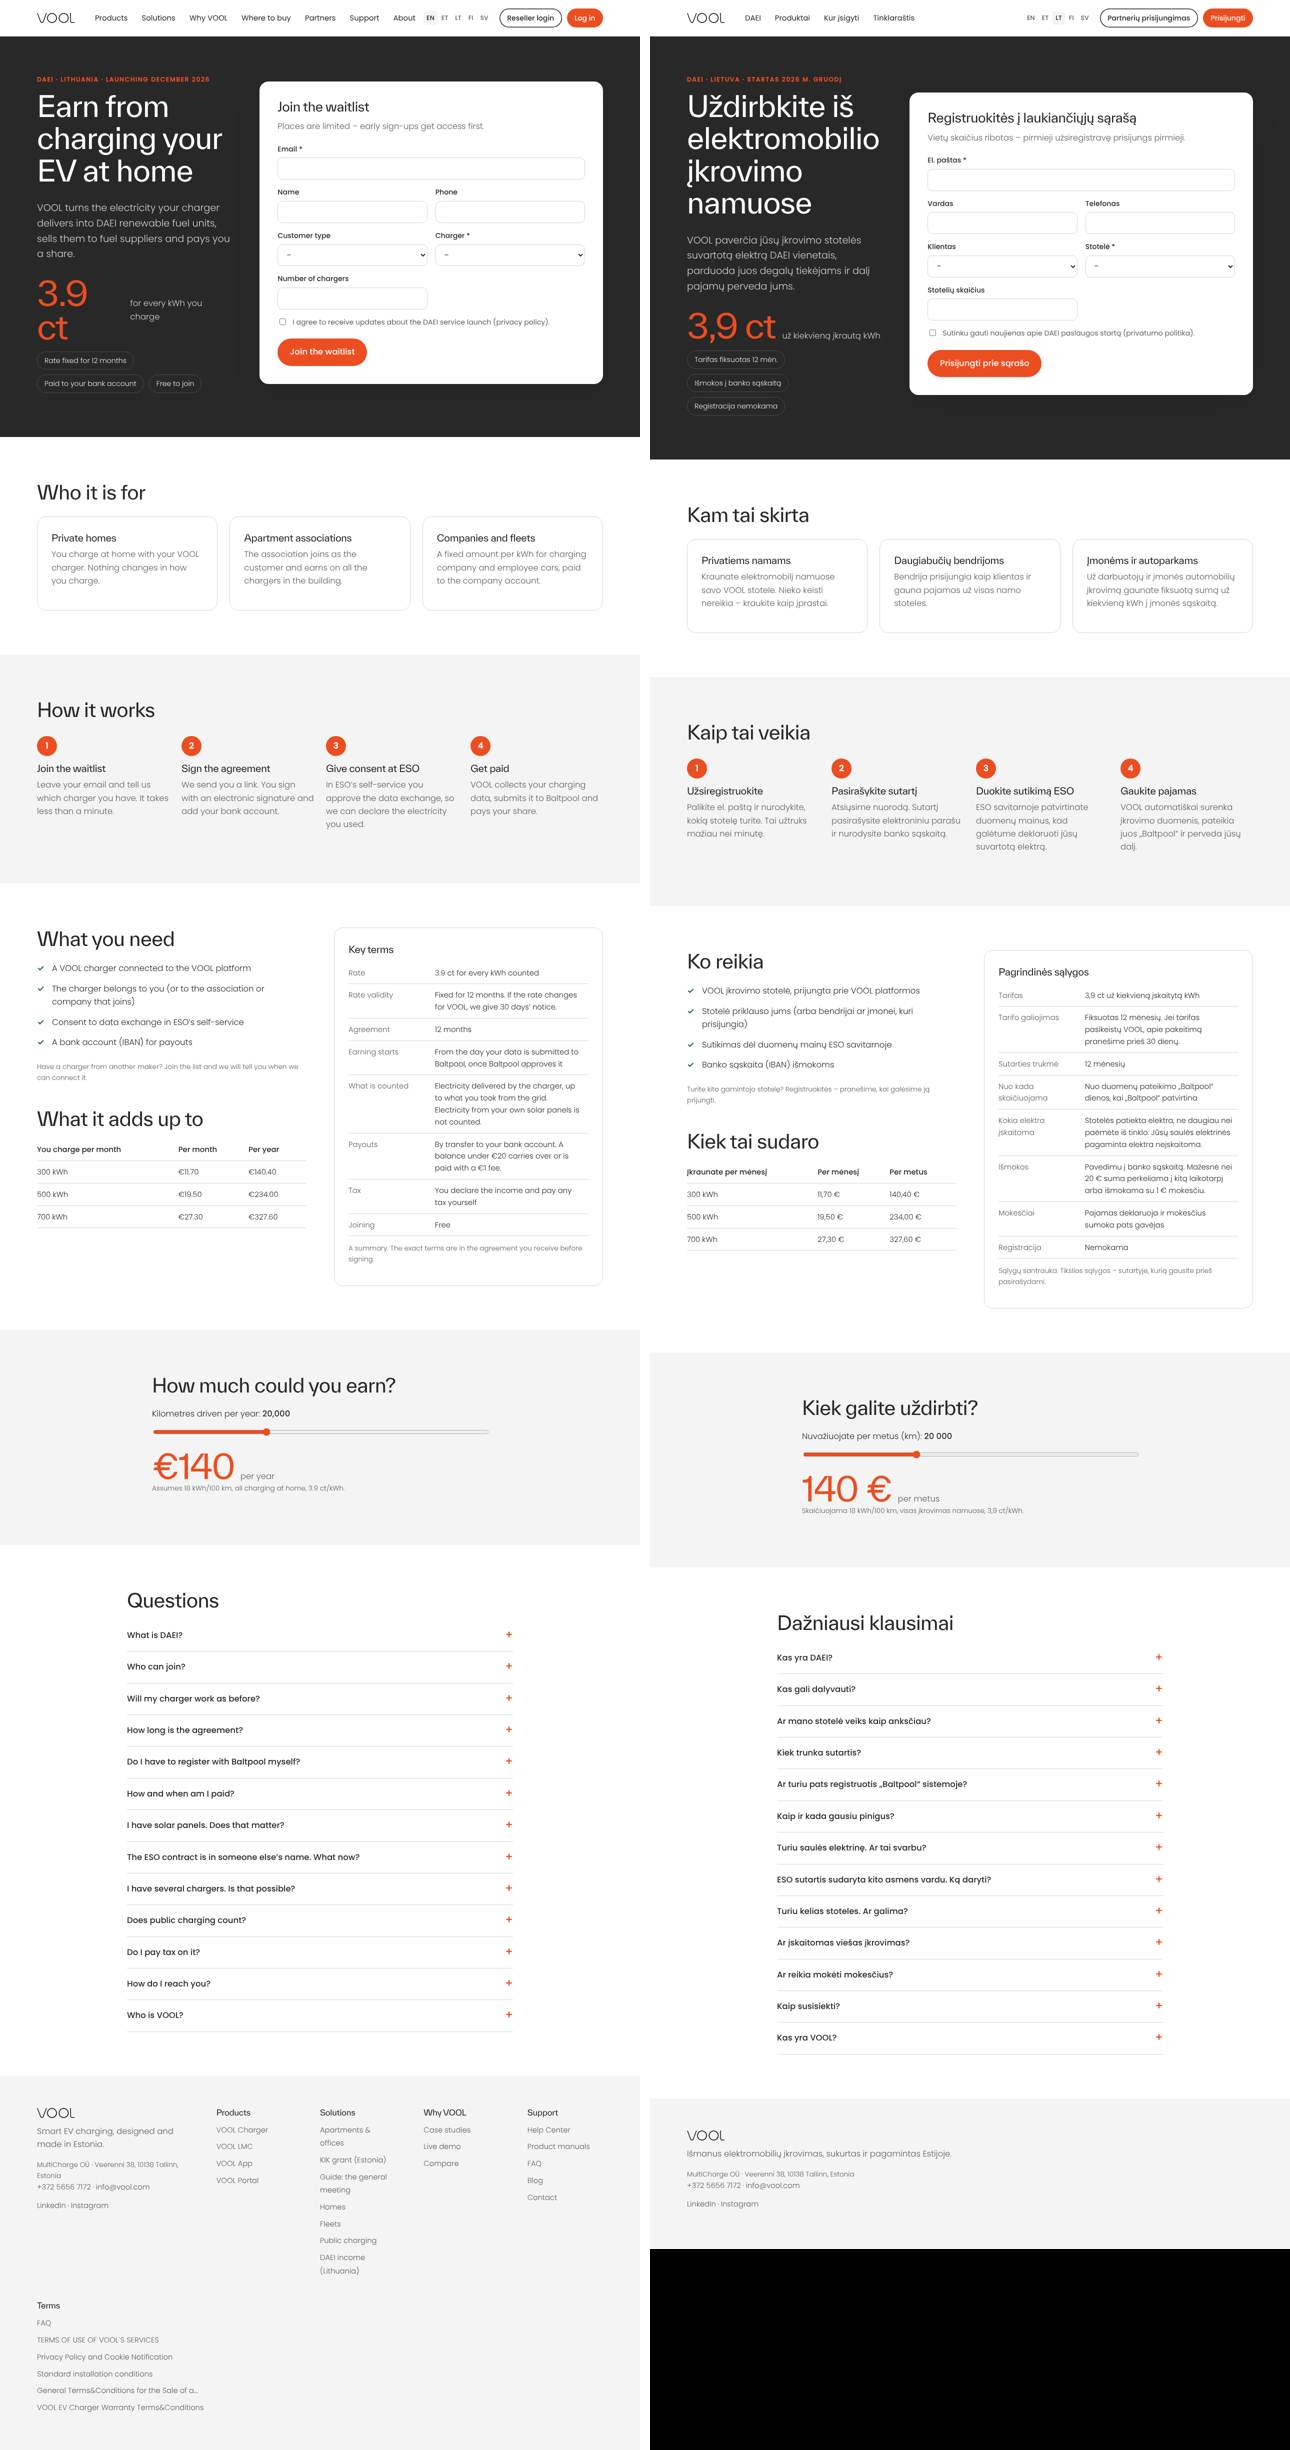 VOOL Products Solutions Why VOOL Where to buy Partners Support About EN ET LT FI SV Reseller login Log in
DAEI · LITHUANIA · LAUNCHING DECEMBER 2026
Earn from
charging your
EV at home
VOOL turns the electricity your charger
delivers into DAEI renewable fuel units,
sells them to fuel suppliers and pays you
a share.
3.9
ct
for every kWh you
charge
Rate fixed for 12 months
Paid to your bank account Free to join
Join the waitlist
Places are limited – early sign-ups get access first.
Email *
Name Phone
Customer type Charger *
– –
Number of chargers
I agree to receive updates about the DAEI service launch (privacy policy).
Join the waitlist
Who it is for
Private homes
You charge at home with your VOOL
charger. Nothing changes in how
you charge.
Apartment associations
The association joins as the
customer and earns on all the
chargers in the building.
Companies and fleets
A fixed amount per kWh for charging
company and employee cars, paid
to the company account.
How it works
1
Join the waitlist
Leave your email and tell us
which charger you have. It takes
less than a minute.
2
Sign the agreement
We send you a link. You sign
with an electronic signature and
add your bank account.
3
Give consent at ESO
In ESO's self-service you
approve the data exchange, so
we can declare the electricity
you used.
4
Get paid
VOOL collects your charging
data, submits it to Baltpool and
pays your share.
What you need
A VOOL charger connected to the VOOL platform
The charger belongs to you (or to the association or
company that joins)
Consent to data exchange in ESO's self-service
A bank account (IBAN) for payouts
Have a charger from another maker? Join the list and we will tell you when we
can connect it.
What it adds up to
You charge per month Per month Per year
300 kWh €11.70 €140.40
500 kWh €19.50 €234.00
700 kWh €27.30 €327.60
Key terms
Rate 3.9 ct for every kWh counted
Rate validity Fixed for 12 months. If the rate changes
for VOOL, we give 30 days' notice.
Agreement 12 months
Earning starts From the day your data is submitted to
Baltpool, once Baltpool approves it
What is counted Electricity delivered by the charger, up
to what you took from the grid.
Electricity from your own solar panels is
not counted.
Payouts By transfer to your bank account. A
balance under €20 carries over or is
paid with a €1 fee.
Tax You declare the income and pay any
tax yourself
Joining Free
A summary. The exact terms are in the agreement you receive before
signing.
How much could you earn?
Kilometres driven per year: 20,000
€140 per year
Assumes 18 kWh/100 km, all charging at home, 3.9 ct/kWh.
Questions
What is DAEI? +
Who can join? +
Will my charger work as before? +
How long is the agreement? +
Do I have to register with Baltpool myself? +
How and when am I paid? +
I have solar panels. Does that matter? +
The ESO contract is in someone else's name. What now? +
I have several chargers. Is that possible? +
Does public charging count? +
Do I pay tax on it? +
How do I reach you? +
Who is VOOL? +
VOOL
Smart EV charging, designed and
made in Estonia.
MultiCharge OÜ · Veerenni 38, 10138 Tallinn,
Estonia
+372 5656 7172 · info@vool.com
LinkedIn · Instagram
Products
VOOL Charger
VOOL LMC
VOOL App
VOOL Portal
Solutions
Apartments &
offices
KIK grant (Estonia)
Guide: the general
meeting
Homes
Fleets
Public charging
DAEI income
(Lithuania)
Why VOOL
Case studies
Live demo
Compare
Support
Help Center
Product manuals
FAQ
Blog
Contact
Terms
FAQ
TERMS OF USE OF VOOL'S SERVICES
Privacy Policy and Cookie Notification
Standard installation conditions
General Terms&Conditions for the Sale of a...
VOOL EV Charger Warranty Terms&Conditions
VOOL DAEI Produktai Kur įsigyti Tinklaraštis EN ET LT FI SV Partnerių prisijungimas Prisijungti
DAEI · LIETUVA · STARTAS 2026 M. GRUODĮ
Uždirbkite iš
elektromobilio
įkrovimo
namuose
VOOL paverčia jūsų įkrovimo stotelės
suvartotą elektrą DAEI vienetais,
parduoda juos degalų tiekėjams ir dalį
pajamų perveda jums.
3,9 ct už kiekvieną įkrautą kWh
Tarifas fiksuotas 12 mėn.
Išmokos į banko sąskaitą
Registracija nemokama
Registruokitės į laukiančiųjų sąrašą
Vietų skaičius ribotas – pirmieji užsiregistravę prisijungs pirmieji.
El. paštas *
Vardas Telefonas
Klientas Stotelė *
– –
Stotelių skaičius
Sutinku gauti naujienas apie DAEI paslaugos startą (privatumo politika).
Prisijungti prie sąrašo
Kam tai skirta
Privatiems namams
Kraunate elektromobilį namuose
savo VOOL stotele. Nieko keisti
nereikia – kraukite kaip įprastai.
Daugiabučių bendrijoms
Bendrija prisijungia kaip klientas ir
gauna pajamas už visas namo
stoteles.
Įmonėms ir autoparkams
Už darbuotojų ir įmonės automobilių
įkrovimą gaunate fiksuotą sumą už
kiekvieną kWh į įmonės sąskaitą.
Kaip tai veikia
1
Užsiregistruokite
Palikite el. paštą ir nurodykite,
kokią stotelę turite. Tai užtruks
mažiau nei minutę.
2
Pasirašykite sutartį
Atsiųsime nuorodą. Sutartį
pasirašysite elektroniniu parašu
ir nurodysite banko sąskaitą.
3
Duokite sutikimą ESO
ESO savitarnoje patvirtinate
duomenų mainus, kad
galėtume deklaruoti jūsų
suvartotą elektrą.
4
Gaukite pajamas
VOOL automatiškai surenka
įkrovimo duomenis, pateikia
juos „Baltpool“ ir perveda jūsų
dalį.
Ko reikia
VOOL įkrovimo stotelė, prijungta prie VOOL platformos
Stotelė priklauso jums (arba bendrijai ar įmonei, kuri
prisijungia)
Sutikimas dėl duomenų mainų ESO savitarnoje
Banko sąskaita (IBAN) išmokoms
Turite kito gamintojo stotelę? Registruokitės – pranešime, kai galėsime ją
prijungti.
Kiek tai sudaro
Įkraunate per mėnesį Per mėnesį Per metus
300 kWh 11,70 € 140,40 €
500 kWh 19,50 € 234,00 €
700 kWh 27,30 € 327,60 €
Pagrindinės sąlygos
Tarifas 3,9 ct už kiekvieną įskaitytą kWh
Tarifo galiojimas Fiksuotas 12 mėnesių. Jei tarifas
pasikeistų VOOL, apie pakeitimą
pranešime prieš 30 dienų.
Sutarties trukmė 12 mėnesių
Nuo kada
skaičiuojama
Nuo duomenų pateikimo „Baltpool“
dienos, kai „Baltpool“ patvirtina
Kokia elektra
įskaitoma
Stotelės patiekta elektra, ne daugiau nei
paėmėte iš tinklo. Jūsų saulės elektrinės
pagaminta elektra neįskaitoma.
Išmokos Pavedimu į banko sąskaitą. Mažesnė nei
20 € suma perkeliama į kitą laikotarpį
arba išmokama su 1 € mokesčiu.
Mokesčiai Pajamas deklaruoja ir mokesčius
sumoka pats gavėjas
Registracija Nemokama
Sąlygų santrauka. Tikslios sąlygos – sutartyje, kurią gausite prieš
pasirašydami.
Kiek galite uždirbti?
Nuvažiuojate per metus (km): 20 000
140 € per metus
Skaičiuojama 18 kWh/100 km, visas įkrovimas namuose, 3,9 ct/kWh.
Dažniausi klausimai
Kas yra DAEI? +
Kas gali dalyvauti? +
Ar mano stotelė veiks kaip anksčiau? +
Kiek trunka sutartis? +
Ar turiu pats registruotis „Baltpool“ sistemoje? +
Kaip ir kada gausiu pinigus? +
Turiu saulės elektrinę. Ar tai svarbu? +
ESO sutartis sudaryta kito asmens vardu. Ką daryti? +
Turiu kelias stoteles. Ar galima? +
Ar įskaitomas viešas įkrovimas? +
Ar reikia mokėti mokesčius? +
Kaip susisiekti? +
Kas yra VOOL? +
VOOL
Išmanus elektromobilių įkrovimas, sukurtas ir pagamintas Estijoje.
MultiCharge OÜ · Veerenni 38, 10138 Tallinn, Estonia
+372 5656 7172 · info@vool.com
LinkedIn · Instagram